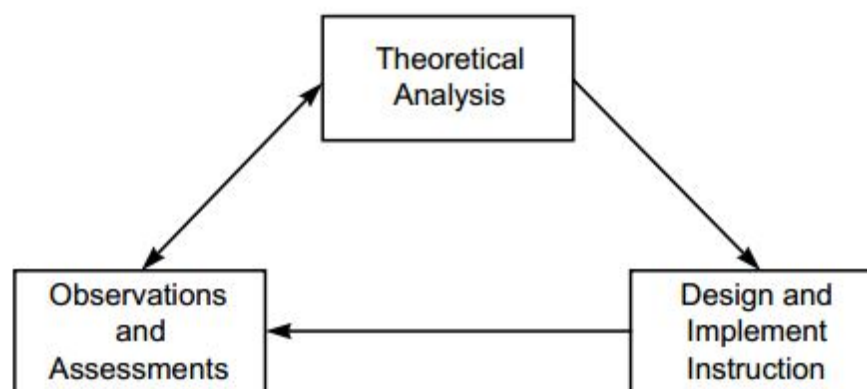 Theoretical
Analysis
Observations
and
Assessments
Design and
Implement
Instruction